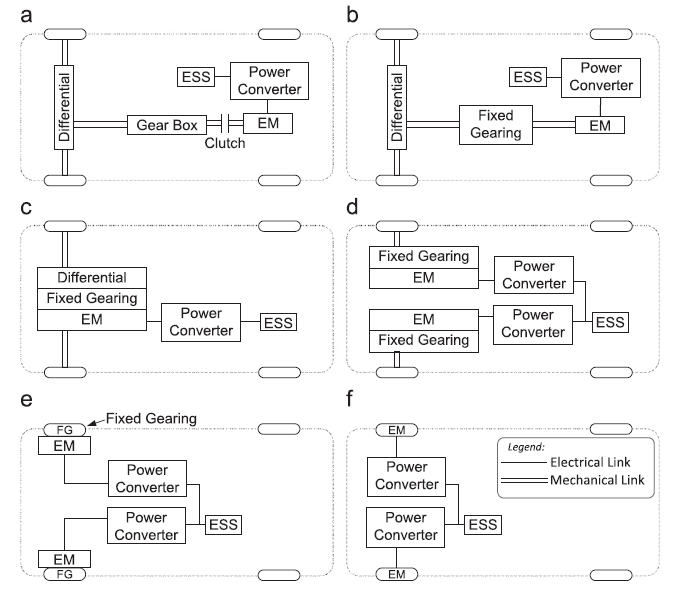 a
Differential
ESS
Power
Converter
Gear Box
EM
Clutch
b
Differential
ESS
Power
Converter
Fixed
Gearing
EM
c
Differential
Fixed Gearing
EM
Power
Converter
ESS
d
Fixed Gearing
EM
Power
Converter
EM
Fixed Gearing
Power
Converter
ESS
e
FG
Fixed Gearing
EM
Power
Converter
Power
Converter
ESS
EM
FG
f
EM
Power
Converter
Power
Converter
ESS
EM
Legend:
Electrical Link
Mechanical Link